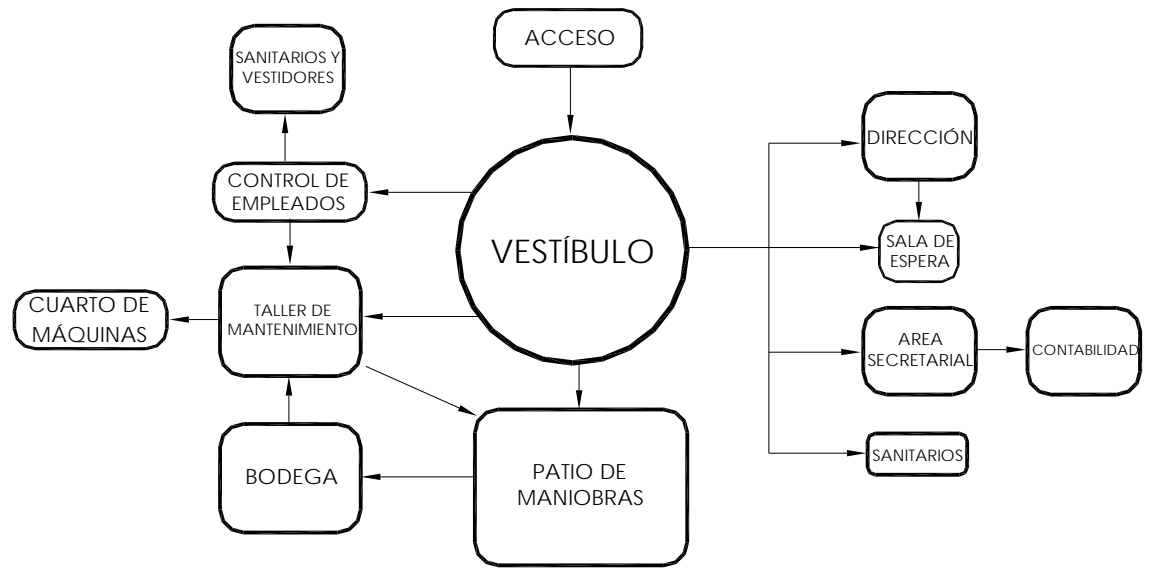 ACCESO
SANITARIOS Y
VESTIDORES
DIRECCIÓN
CONTROL DE
EMPLEADOS
VESTÍBULO
SALA DE
ESPERA
CUARTO DE
MÁQUINAS
TALLER DE
MANTENIMIENTO
AREA
SECRETARIAL
CONTABILIDAD
SANITARIOS
BODEGA
PATIO DE
MANIOBRAS